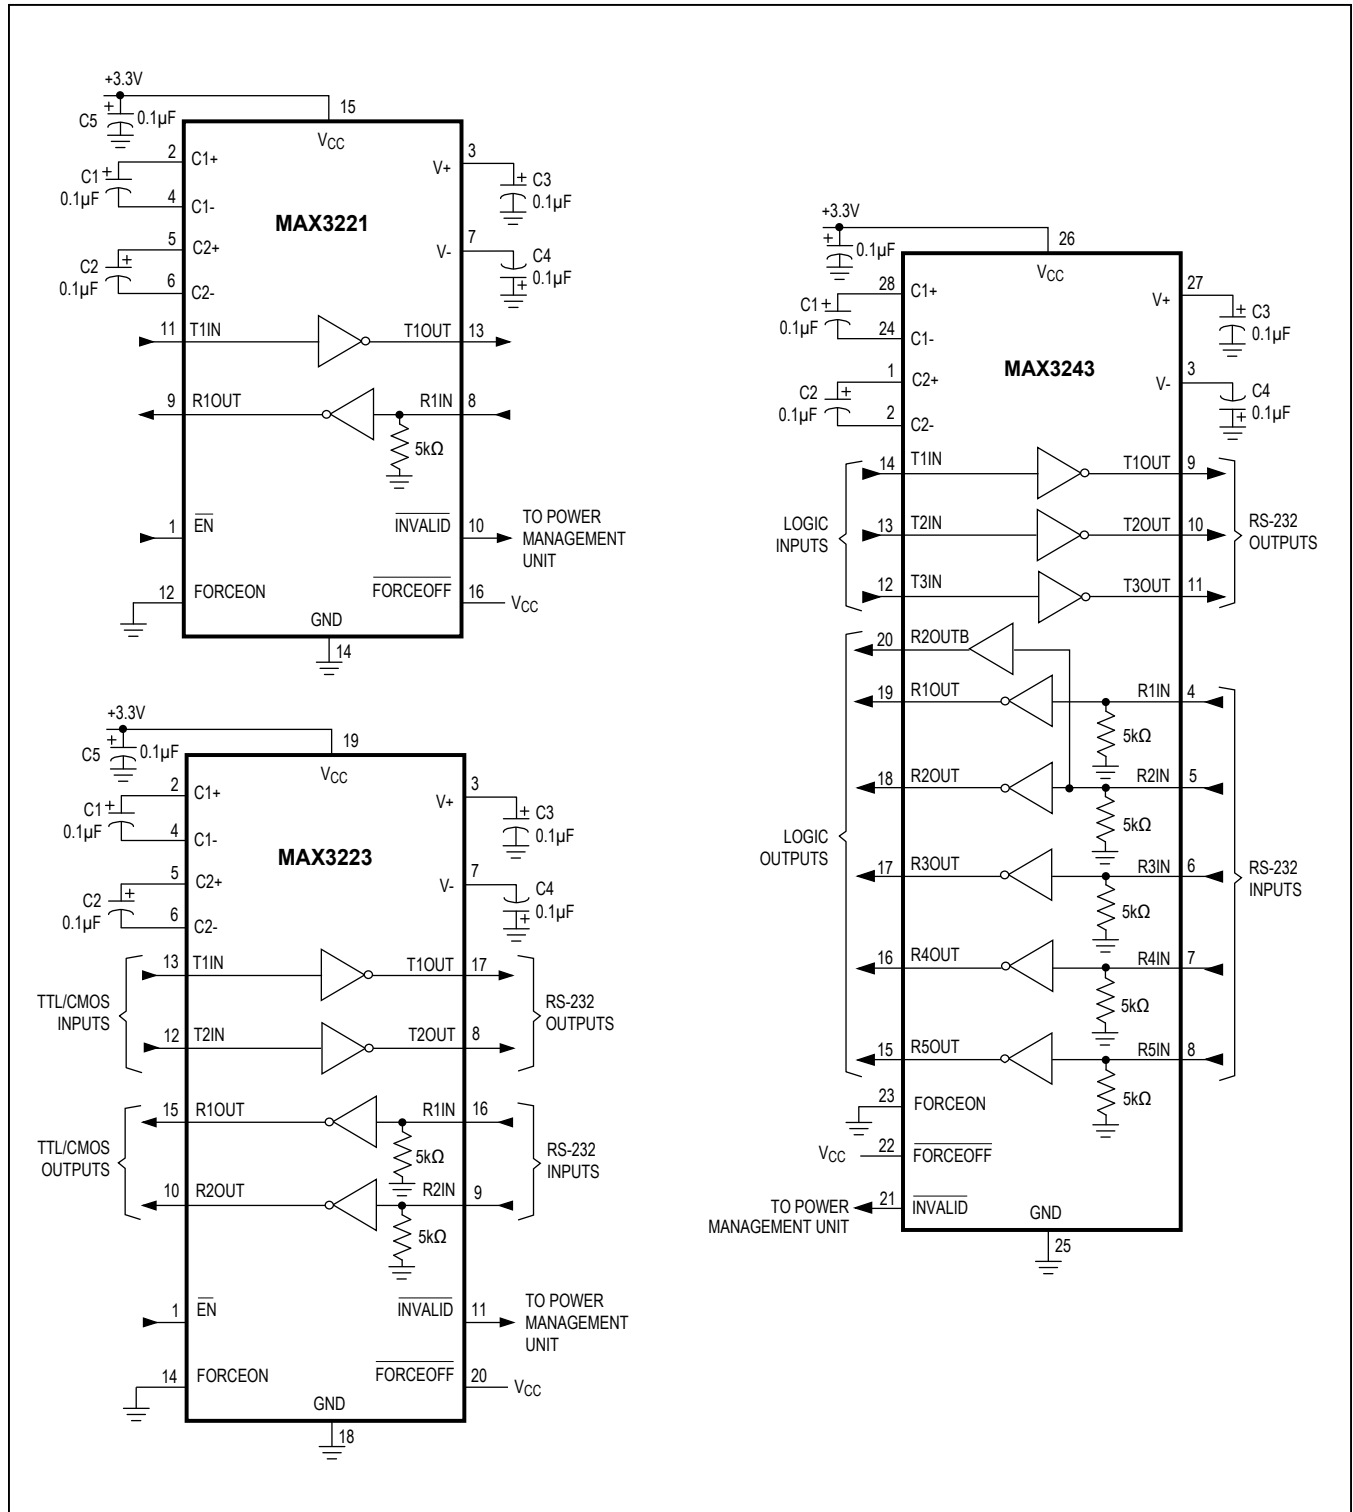 +3.3V
+
C5
0.1µF
15
VCC
2
C1+
C1
+
0.1µF
4
C1-
5
C2+
C2
+
0.1µF
6
C2-
MAX3221
3
V+
+
C3
0.1µF
7
V-
C4
0.1µF
+
11
T1IN
T1OUT
13
9
R1OUT
R1IN
8
5kΩ
1
EN
INVALID
10
TO POWER
MANAGEMENT
UNIT
12
FORCEON
FORCEOFF
16
VCC
GND
14
+3.3V
+
C5
0.1µF
19
VCC
2
C1+
C1
+
0.1µF
4
C1-
5
C2+
C2
+
0.1µF
6
C2-
MAX3223
3
V+
+
C3
0.1µF
7
V-
C4
0.1µF
+
TTL/CMOS
INPUTS
13
T1IN
T1OUT
17
12
T2IN
T2OUT
8
RS-232
OUTPUTS
TTL/CMOS
OUTPUTS
15
R1OUT
R1IN
16
5kΩ
10
R2OUT
R2IN
9
5kΩ
RS-232
INPUTS
1
EN
INVALID
11
TO POWER
MANAGEMENT
UNIT
14
FORCEON
FORCEOFF
20
VCC
GND
18
+3.3V
+
0.1µF
26
VCC
28
C1+
C1
+
0.1µF
24
C1-
1
C2+
C2
+
0.1µF
2
C2-
MAX3243
27
V+
+
C3
0.1µF
3
V-
C4
0.1µF
+
LOGIC
INPUTS
14
T1IN
T1OUT
9
13
T2IN
T2OUT
10
12
T3IN
T3OUT
11
RS-232
OUTPUTS
LOGIC
OUTPUTS
20
R2OUTB
19
R1OUT
R1IN
4
5kΩ
18
R2OUT
R2IN
5
5kΩ
17
R3OUT
R3IN
6
5kΩ
16
R4OUT
R4IN
7
5kΩ
15
R5OUT
R5IN
8
5kΩ
RS-232
INPUTS
23
FORCEON
VCC
22
FORCEOFF
TO POWER
MANAGEMENT UNIT
21
INVALID
GND
25